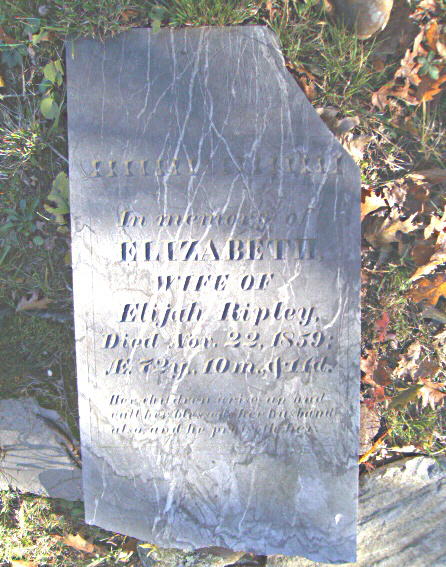 In memory of
ELIZABETH,
WIFE OF
Elijah Ripley,
Died Nov. 22, 1859;
Æ. 72y. 10m. & 11d.
Her children arise up and
call her blessed; her husband
also, and he praiseth her.